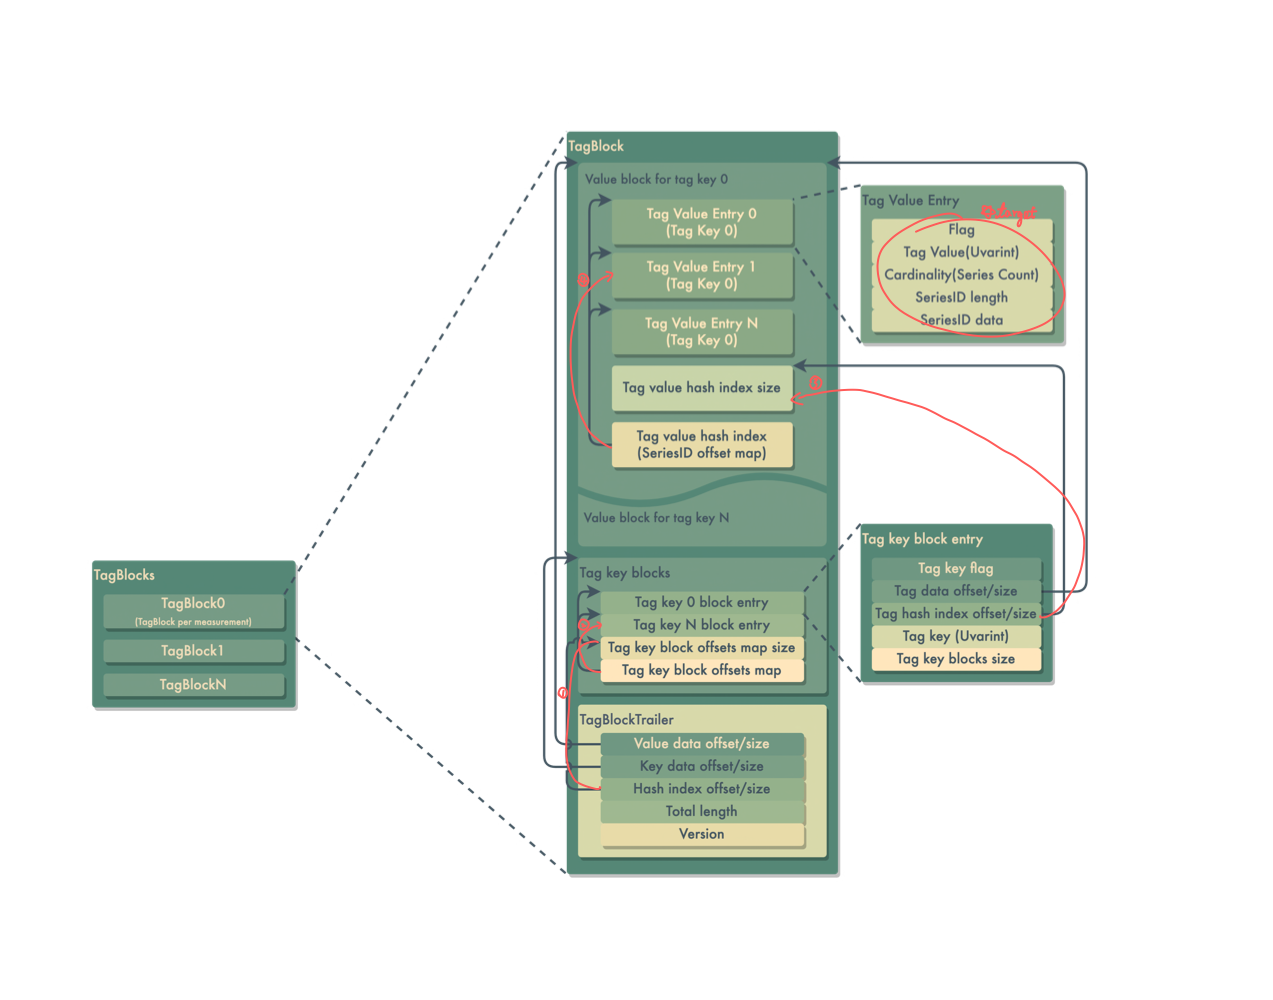 TagBlocks
TagBlock0
(TagBlock per measurement)
TagBlock1
TagBlockN
TagBlock
Value block for tag key 0
Tag Value Entry 0
(Tag Key 0)
Tag Value Entry 1
(Tag Key 0)
Tag Value Entry N
(Tag Key 0)
Tag value hash index size
Tag value hash index
(SeriesID offset map)
Value block for tag key N
Tag key blocks
Tag key 0 block entry
Tag key N block entry
Tag key block offsets map size
Tag key block offsets map
TagBlockTrailer
Value data offset/size
Key data offset/size
Hash index offset/size
Total length
Version
Tag Value Entry
target
Flag
Tag Value(Uvarint)
Cardinality(Series Count)
SeriesID length
SeriesID data
Tag key block entry
Tag key flag
Tag data offset/size
Tag hash index offset/size
Tag key (Uvarint)
Tag key blocks size
①